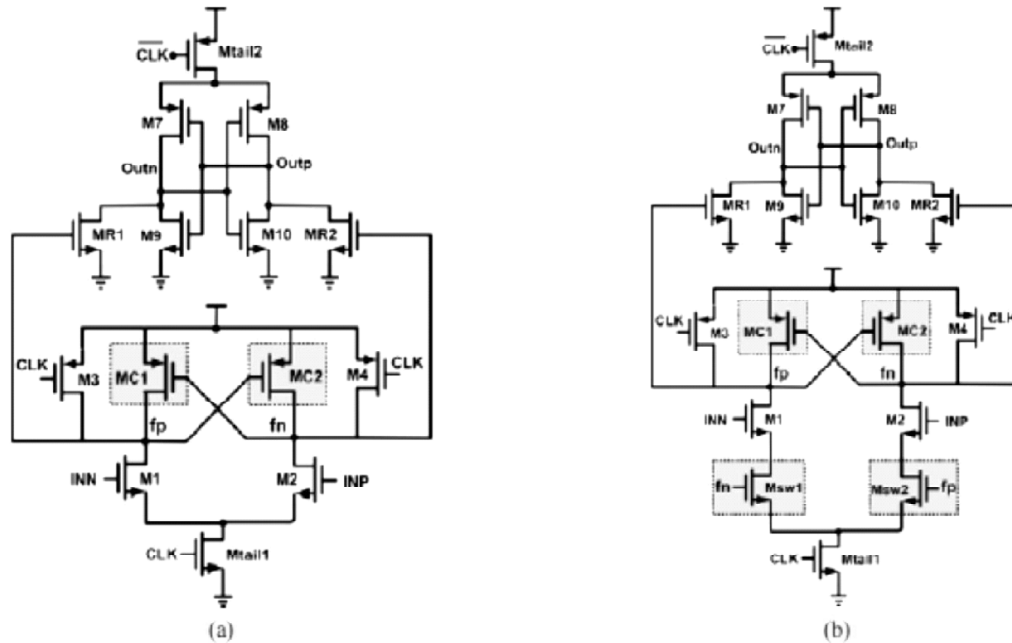 CLK
Mtail2
M7
M8
Outn
Outp
MR1
M9
M10
MR2
CLK
M3
MC1
MC2
M4
CLK
fp
fn
INN
M1
M2
INP
CLK
Mtail1
(a)
CLK
Mtail2
M7
M8
Outn
Outp
MR1
M9
M10
MR2
CLK
M3
MC1
MC2
M4
CLK
fp
fn
INN
M1
M2
INP
fn
Msw1
Msw2
fp
CLK
Mtail1
(b)